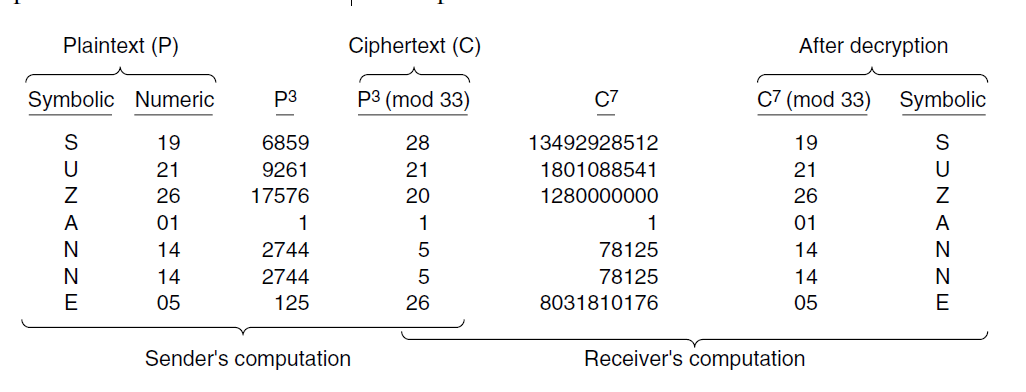 Plaintext (P) Ciphertext (C) After decryption
Symbolic Numeric P³ P³ (mod 33) C⁷ C⁷ (mod 33) Symbolic
S 19 6859 28 13492928512 19 S
U 21 9261 21 1801088541 21 U
Z 26 17576 20 1280000000 26 Z
A 01 1 1 1 01 A
N 14 2744 5 78125 14 N
N 14 2744 5 78125 14 N
E 05 125 26 8031810176 05 E
Sender's computation Receiver's computation